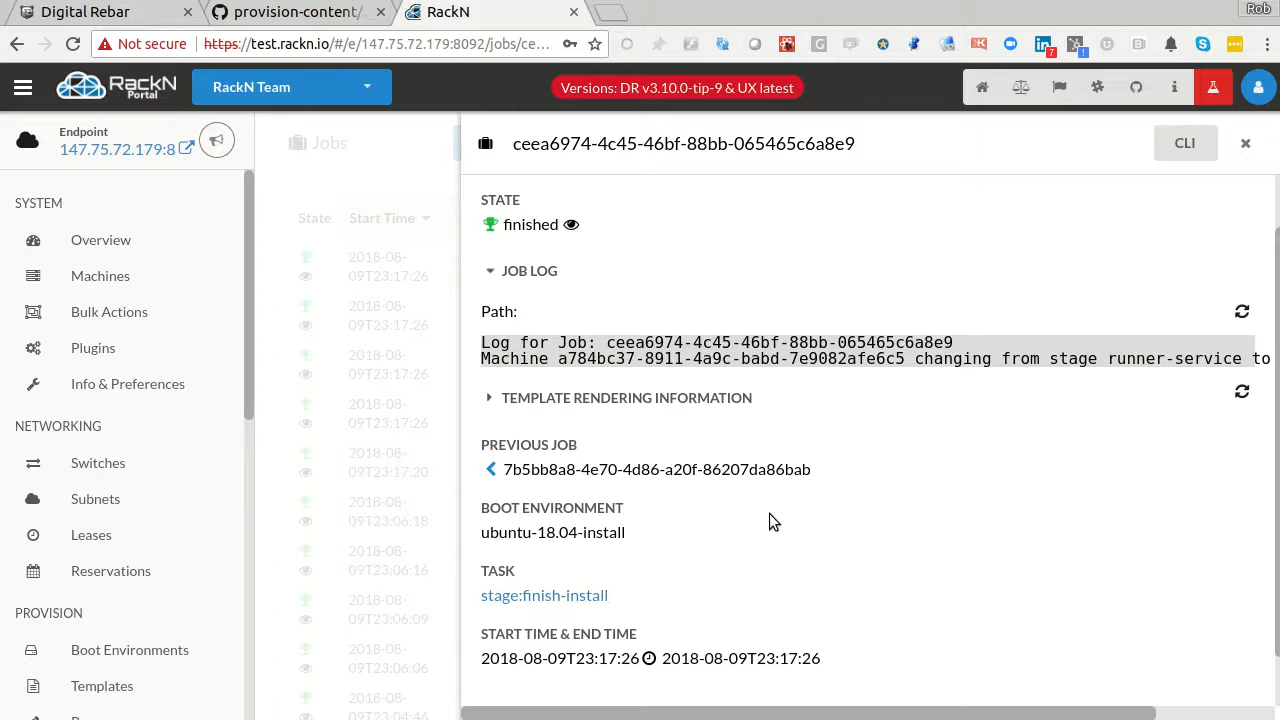 Digital Rebar
provision-content/
RackN
Rob
Not secure
https://test.rackn.io/#/e/147.75.72.179:8092/jobs/ce...
7
1
RackN
Portal
RackN Team
Versions: DR v3.10.0-tip-9 & UX latest
Endpoint
147.75.72.179:8
Jobs
ceea6974-4c45-46bf-88bb-065465c6a8e9
CLI
SYSTEM
Overview
Machines
Bulk Actions
Plugins
Info & Preferences
NETWORKING
Switches
Subnets
Leases
Reservations
PROVISION
Boot Environments
Templates
State
Start Time
2018-08-
09T23:17:26
2018-08-
09T23:17:26
2018-08-
09T23:17:26
2018-08-
09T23:17:26
2018-08-
09T23:17:20
2018-08-
09T23:06:18
2018-08-
09T23:06:16
2018-08-
09T23:06:09
2018-08-
09T23:06:06
2018-08-
09T23:04:46
STATE
finished
JOB LOG
Path:
Log for Job: ceea6974-4c45-46bf-88bb-065465c6a8e9
Machine a784bc37-8911-4a9c-babd-7e9082afe6c5 changing from stage runner-service to
TEMPLATE RENDERING INFORMATION
PREVIOUS JOB
7b5bb8a8-4e70-4d86-a20f-86207da86bab
BOOT ENVIRONMENT
ubuntu-18.04-install
TASK
stage:finish-install
START TIME & END TIME
2018-08-09T23:17:26 2018-08-09T23:17:26